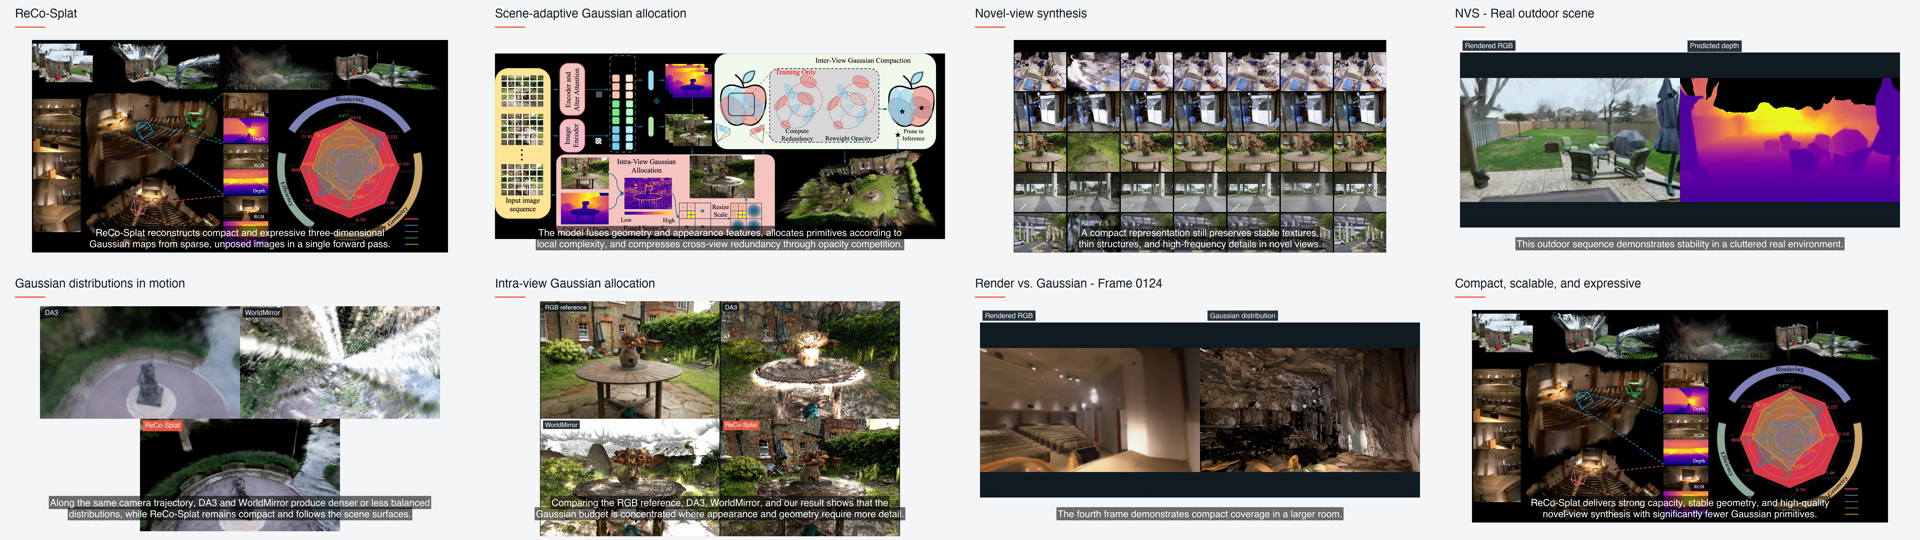 ReCo-Splat
DA3
Rendering
Efficiency
Geometry
RGB
Depth
RGB
Depth
RGB
ReCo-Splat reconstructs compact and expressive three-dimensional
Gaussian maps from sparse, unposed images in a single forward pass.
Scene-adaptive Gaussian allocation
Input image
sequence
Encoder and
Alter Attention
Image
Encoder
Inter-View Gaussian Compaction
Training Only
Compute
Redundancy
Reweight Opacity
Prune in
Inference
Intra-View Gaussian
Allocation
Low
High
Resize
Scale
The model fuses geometry and appearance features, allocates primitives according to
local complexity, and compresses cross-view redundancy through opacity competition.
Novel-view synthesis
A compact representation still preserves stable textures,
thin structures, and high-frequency details in novel views.
NVS - Real outdoor scene
Rendered RGB
Predicted depth
This outdoor sequence demonstrates stability in a cluttered real environment.
Gaussian distributions in motion
DA3
WorldMirror
ReCo-Splat
Along the same camera trajectory, DA3 and WorldMirror produce denser or less balanced
distributions, while ReCo-Splat remains compact and follows the scene surfaces.
Intra-view Gaussian allocation
RGB reference
DA3
WorldMirror
ReCo-Splat
Comparing the RGB reference, DA3, WorldMirror, and our result shows that the
Gaussian budget is concentrated where appearance and geometry require more detail.
Render vs. Gaussian - Frame 0124
Rendered RGB
Gaussian distribution
The fourth frame demonstrates compact coverage in a larger room.
Compact, scalable, and expressive
DA3
Rendering
Efficiency
Geometry
Depth
RGB
Depth
ReCo-Splat delivers strong capacity, stable geometry, and high-quality
novel-view synthesis with significantly fewer Gaussian primitives.